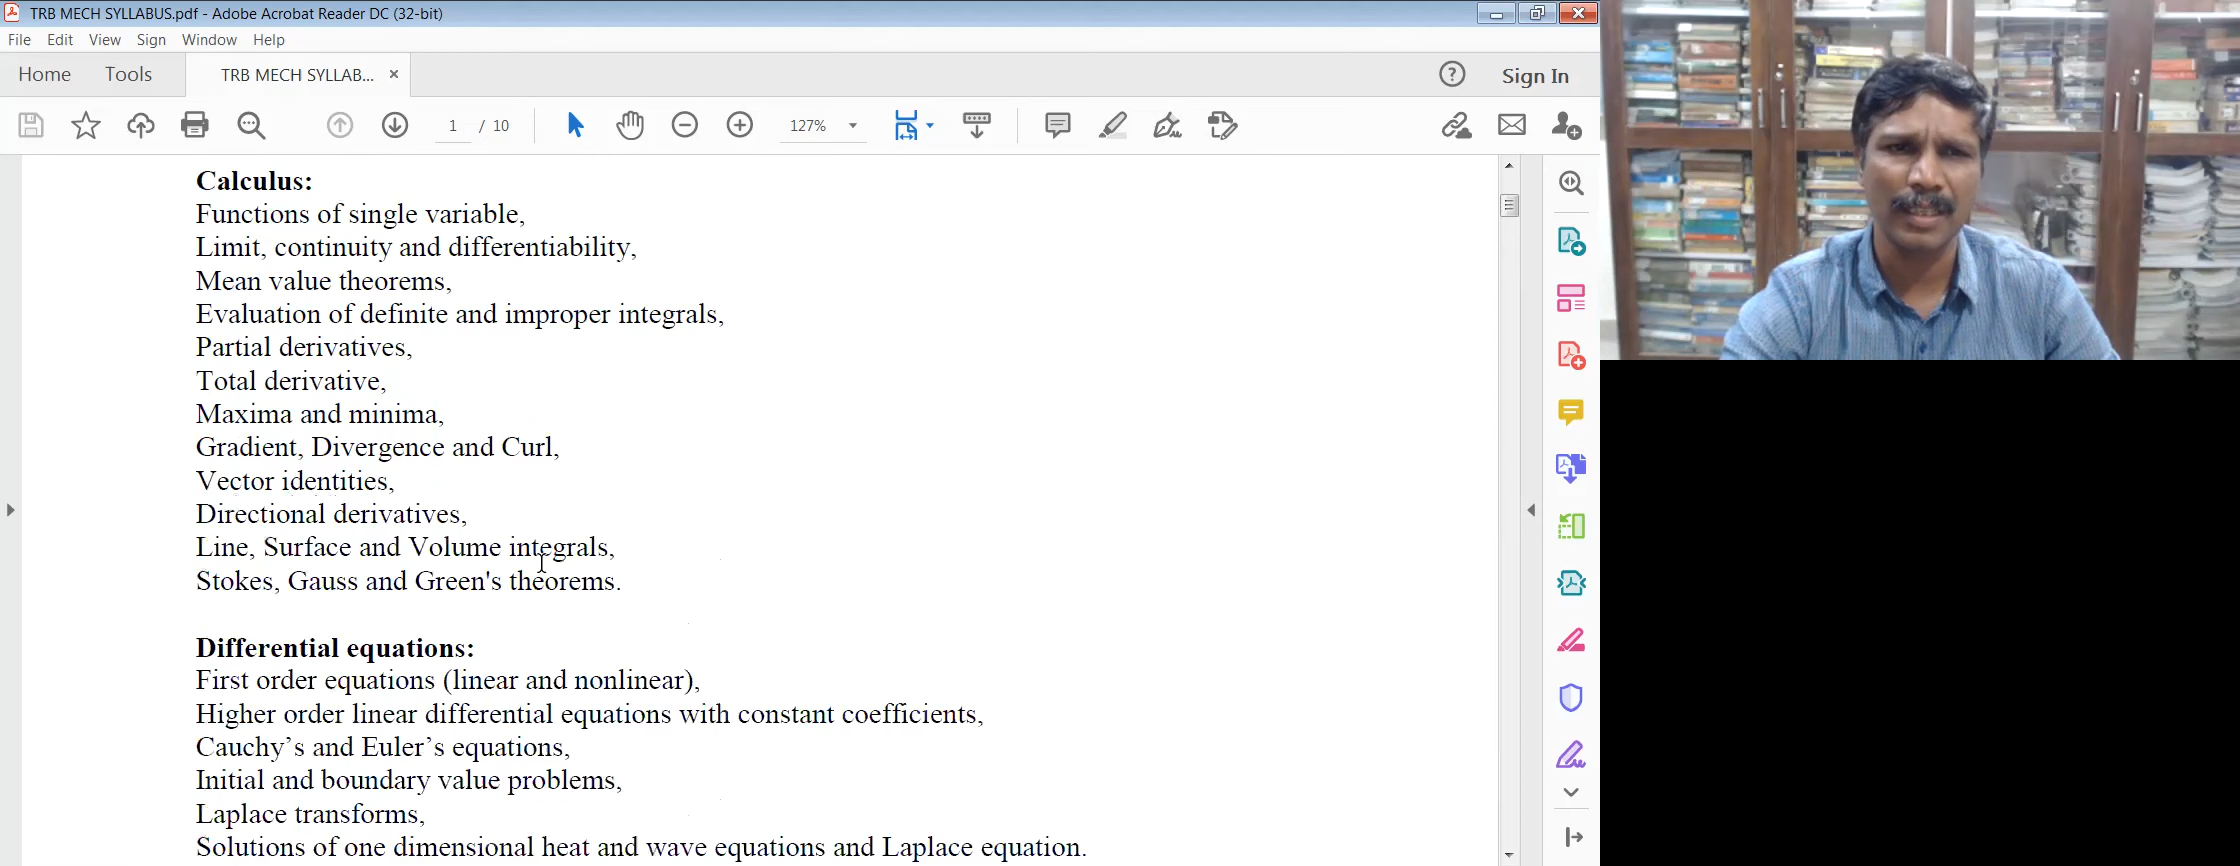 TRB MECH SYLLABUS.pdf - Adobe Acrobat Reader DC (32-bit)
File Edit View Sign Window Help
Home Tools TRB MECH SYLLAB... × Sign In
1 / 10 127%
Calculus:
Functions of single variable,
Limit, continuity and differentiability,
Mean value theorems,
Evaluation of definite and improper integrals,
Partial derivatives,
Total derivative,
Maxima and minima,
Gradient, Divergence and Curl,
Vector identities,
Directional derivatives,
Line, Surface and Volume integrals,
Stokes, Gauss and Green's theorems.
Differential equations:
First order equations (linear and nonlinear),
Higher order linear differential equations with constant coefficients,
Cauchy’s and Euler’s equations,
Initial and boundary value problems,
Laplace transforms,
Solutions of one dimensional heat and wave equations and Laplace equation.